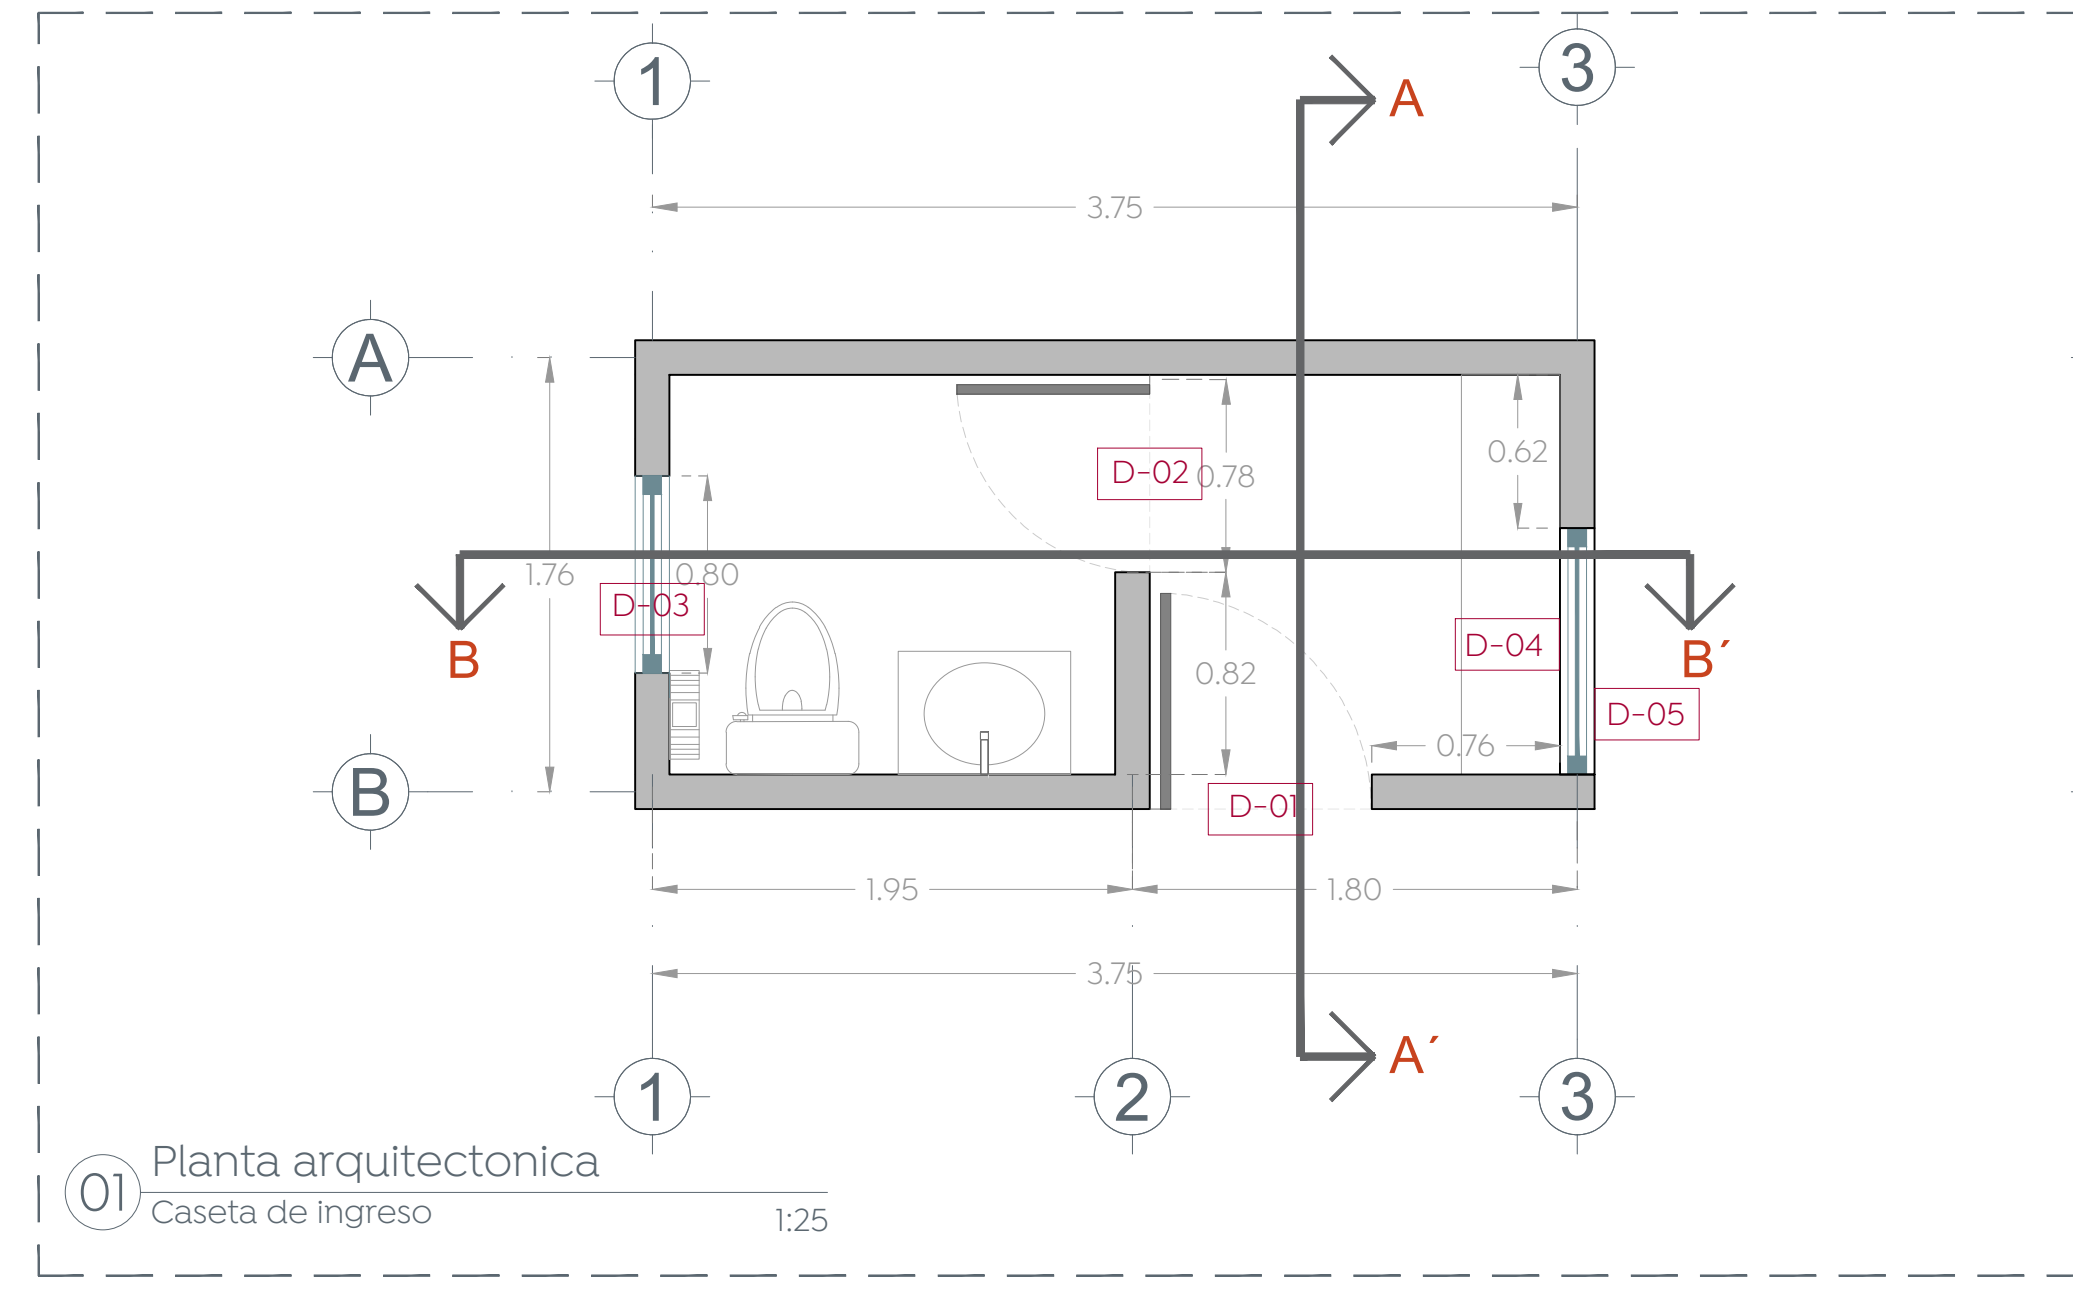 1
3
A
3.75
A
0.62
D-02
0.78
1.76
0.80
D-03
B
D-04
B´
0.82
D-05
0.76
B
D-01
1.95
1.80
3.75
A´
1
2
3
01
Planta arquitectonica
Caseta de ingreso
1:25